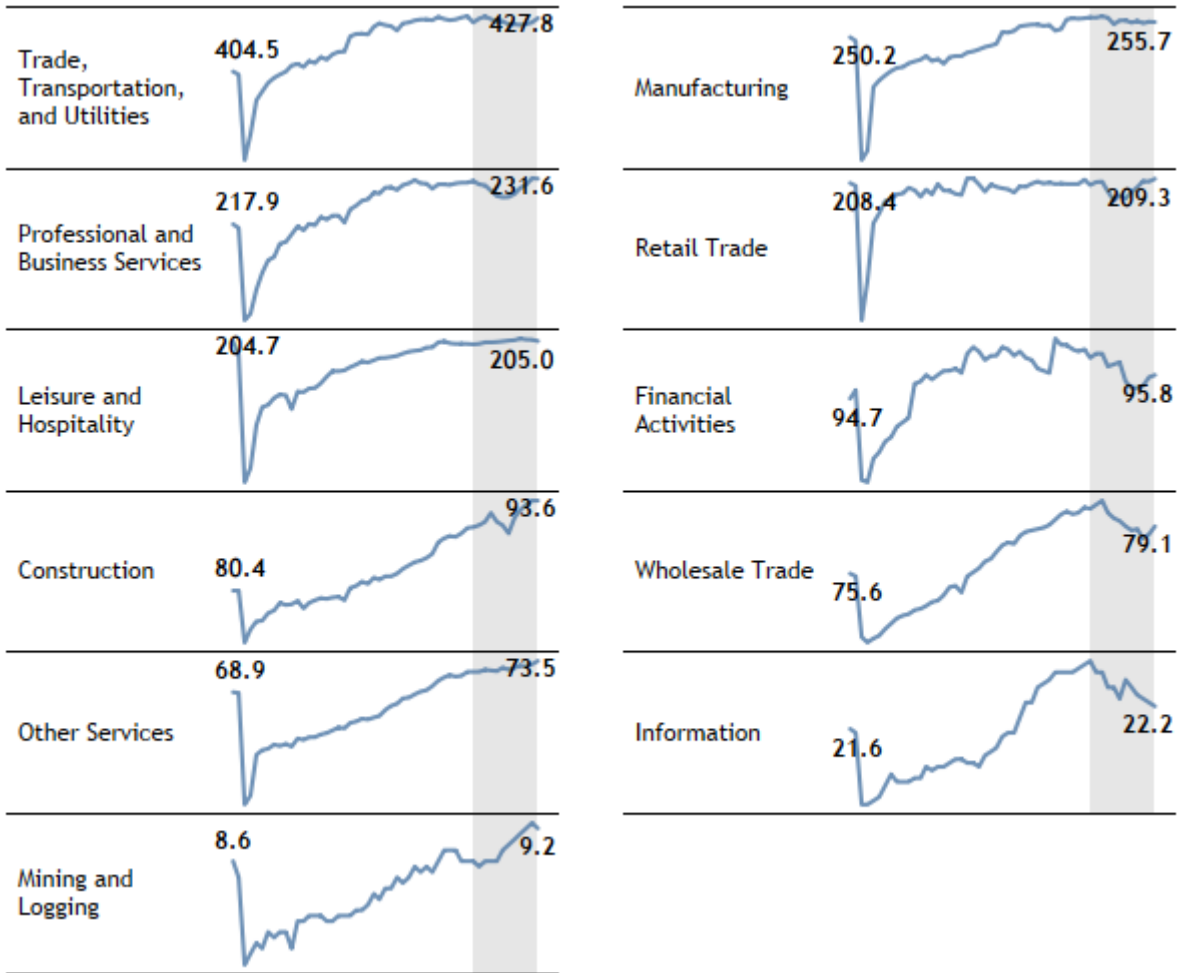 404.5
427.8
Trade,
Transportation,
and Utilities
250.2
255.7
Manufacturing
217.9
231.6
Professional and
Business Services
208.4
209.3
Retail Trade
204.7
205.0
Leisure and
Hospitality
94.7
95.8
Financial
Activities
80.4
93.6
Construction
75.6
79.1
Wholesale Trade
68.9
73.5
Other Services
21.6
22.2
Information
8.6
9.2
Mining and
Logging